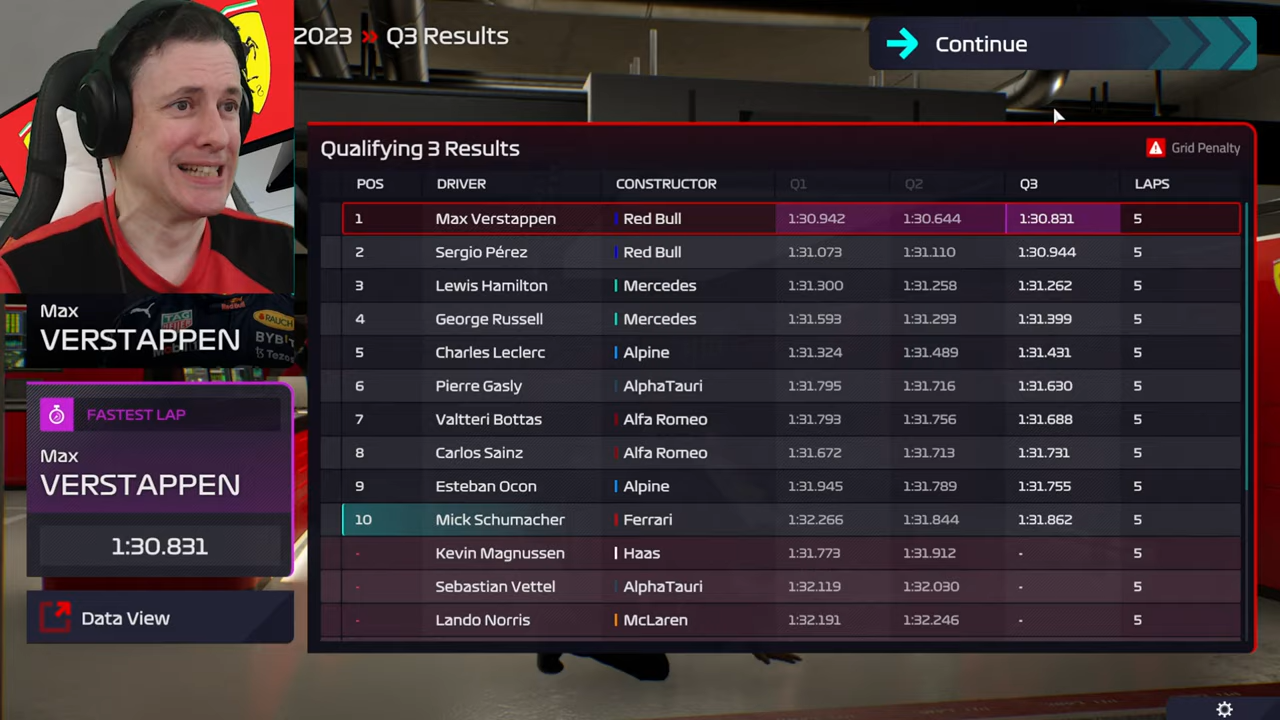 2023 » Q3 Results
Continue
Qualifying 3 Results
Grid Penalty
POS DRIVER CONSTRUCTOR Q1 Q2 Q3 LAPS
1 Max Verstappen Red Bull 1:30.942 1:30.644 1:30.831 5
2 Sergio Pérez Red Bull 1:31.073 1:31.110 1:30.944 5
3 Lewis Hamilton Mercedes 1:31.300 1:31.258 1:31.262 5
4 George Russell Mercedes 1:31.593 1:31.293 1:31.399 5
5 Charles Leclerc Alpine 1:31.324 1:31.489 1:31.431 5
6 Pierre Gasly AlphaTauri 1:31.795 1:31.716 1:31.630 5
7 Valtteri Bottas Alfa Romeo 1:31.793 1:31.756 1:31.688 5
8 Carlos Sainz Alfa Romeo 1:31.672 1:31.713 1:31.731 5
9 Esteban Ocon Alpine 1:31.945 1:31.789 1:31.755 5
10 Mick Schumacher Ferrari 1:32.266 1:31.844 1:31.862 5
- Kevin Magnussen Haas 1:31.773 1:31.912 - 5
- Sebastian Vettel AlphaTauri 1:32.119 1:32.030 - 5
- Lando Norris McLaren 1:32.191 1:32.246 - 5
Max
VERSTAPPEN
TAG
RAUCH
BYBIT
Tezos
FASTEST LAP
Max
VERSTAPPEN
1:30.831
Data View